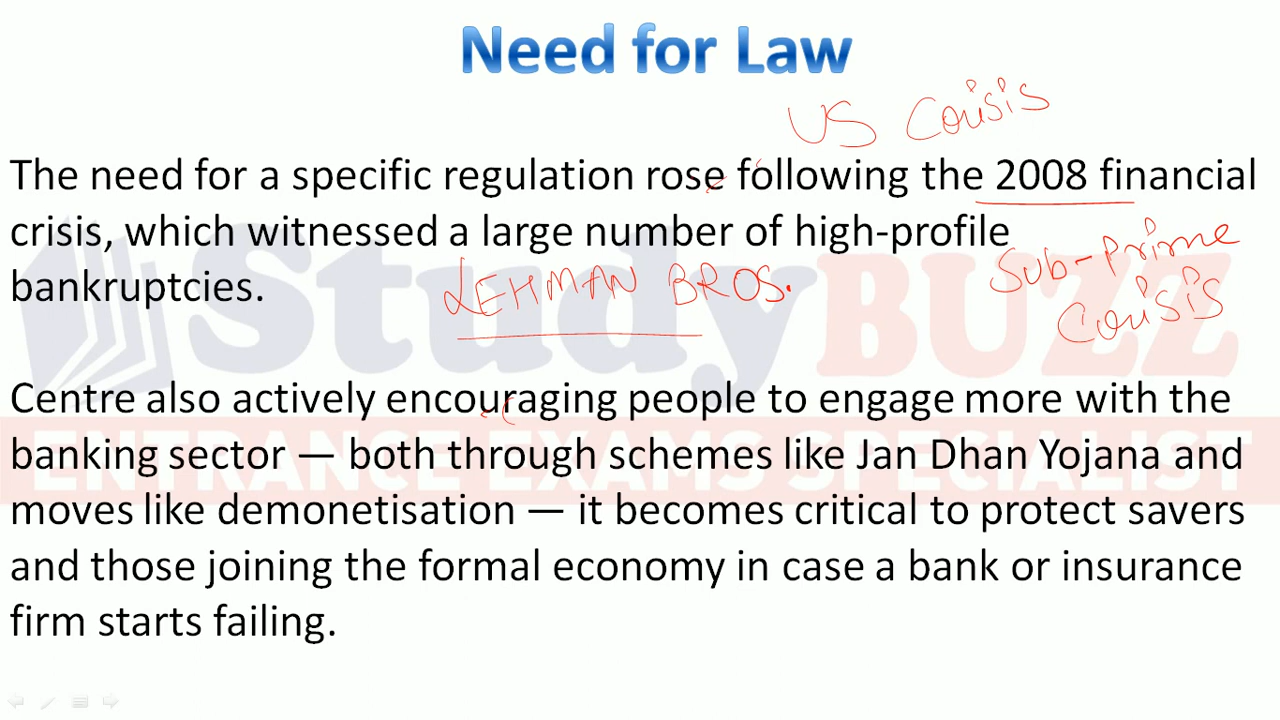 Need for Law
US Crisis
The need for a specific regulation rose following the 2008 financial
crisis, which witnessed a large number of high-profile
Sub-Prime
bankruptcies.
LEHMAN BROS.
Crisis
StudyBUZZ
Centre also actively encouraging people to engage more with the
ENTRANCE EXAMS SPECIALIST
banking sector — both through schemes like Jan Dhan Yojana and
moves like demonetisation — it becomes critical to protect savers
and those joining the formal economy in case a bank or insurance
firm starts failing.